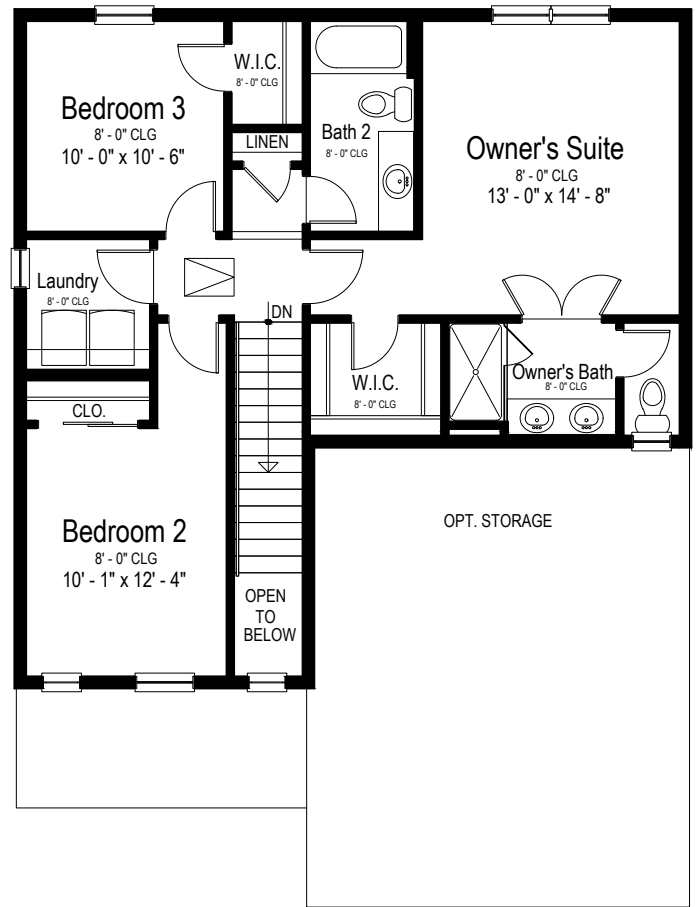 Bedroom 3
8' - 0" CLG
10' - 0" x 10' - 6"
W.I.C.
8' - 0" CLG
LINEN
Bath 2
8' - 0" CLG
Owner's Suite
8' - 0" CLG
13' - 0" x 14' - 8"
Laundry
8' - 0" CLG
DN
CLO.
W.I.C.
8' - 0" CLG
Owner's Bath
8' - 0" CLG
Bedroom 2
8' - 0" CLG
10' - 1" x 12' - 4"
OPEN
TO
BELOW
OPT. STORAGE